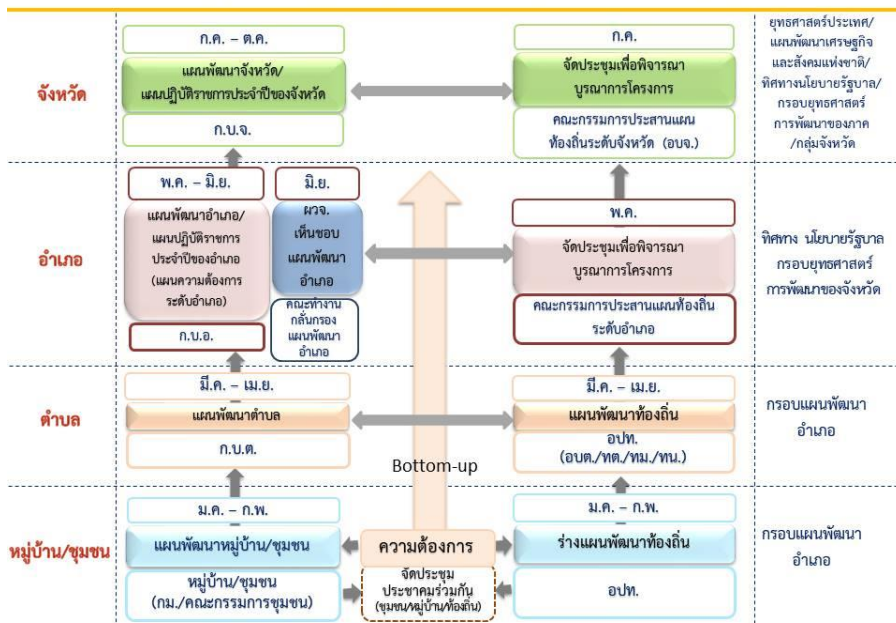 ก.ค. – ต.ค.
แผนพัฒนาจังหวัด/
แผนปฏิบัติราชการประจำปีของจังหวัด
ก.บ.จ.
จังหวัด
ก.ค.
จัดประชุมเพื่อพิจารณา
บูรณาการโครงการ
คณะกรรมการประสานแผน
ท้องถิ่นระดับจังหวัด (อบจ.)
ยุทธศาสตร์ประเทศ/
แผนพัฒนาเศรษฐกิจ
และสังคมแห่งชาติ/
ทิศทางนโยบายรัฐบาล/
กรอบยุทธศาสตร์
การพัฒนาของภาค
/กลุ่มจังหวัด
อำเภอ
พ.ค. – มิ.ย.
แผนพัฒนาอำเภอ/
แผนปฏิบัติราชการ
ประจำปีของอำเภอ
(แผนความต้องการ
ระดับอำเภอ)
ก.บ.อ.
มิ.ย.
ผวจ.
เห็นชอบ
แผนพัฒนา
อำเภอ
คณะทำงาน
กลั่นกรอง
แผนพัฒนา
อำเภอ
พ.ค.
จัดประชุมเพื่อพิจารณา
บูรณาการโครงการ
คณะกรรมการประสานแผนท้องถิ่น
ระดับอำเภอ
ทิศทาง นโยบายรัฐบาล
กรอบยุทธศาสตร์
การพัฒนาของจังหวัด
ตำบล
มี.ค. – เม.ย.
แผนพัฒนาตำบล
ก.บ.ต.
Bottom-up
มี.ค. – เม.ย.
แผนพัฒนาท้องถิ่น
อปท.
(อบต./ทต./ทม./ทน.)
กรอบแผนพัฒนา
อำเภอ
หมู่บ้าน/ชุมชน
ม.ค. – ก.พ.
แผนพัฒนาหมู่บ้าน/ชุมชน
หมู่บ้าน/ชุมชน
(กม./คณะกรรมการชุมชน)
ความต้องการ
จัดประชุม
ประชาคมร่วมกัน
(ชุมชน/หมู่บ้าน/ท้องถิ่น)
ม.ค. – ก.พ.
ร่างแผนพัฒนาท้องถิ่น
อปท.
กรอบแผนพัฒนา
อำเภอ